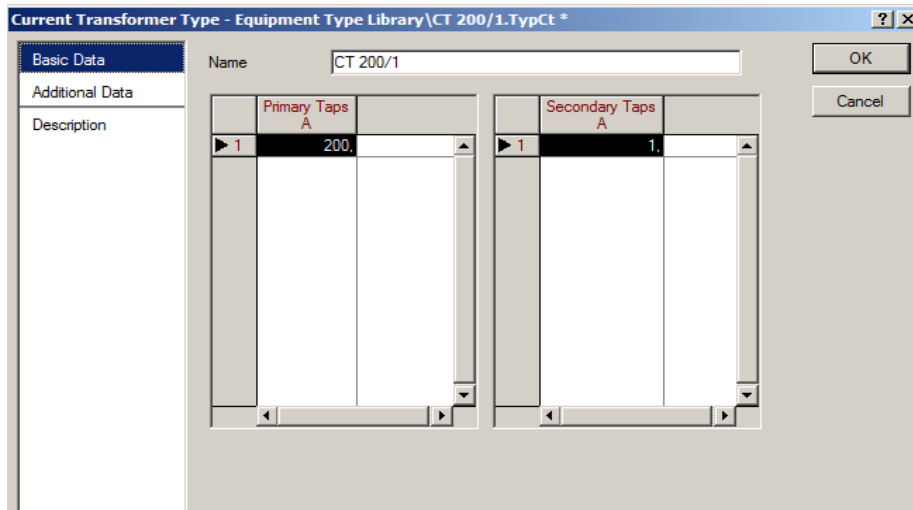 Current Transformer Type - Equipment Type Library\CT 200/1.TypCt *
Basic Data
Additional Data
Description
Name CT 200/1
OK
Cancel
Primary Taps
A
1 200,
Secondary Taps
A
1 1,